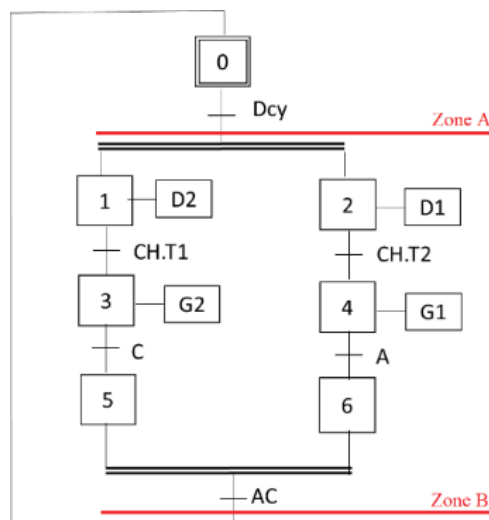 0
Dcy
Zone A
1 D2
2 D1
CH.T1
CH.T2
3 G2
4 G1
C
A
5
6
AC
Zone B